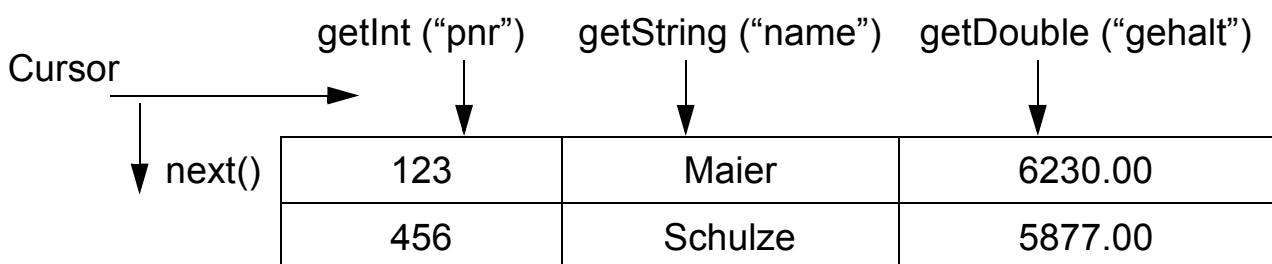 getInt (“pnr”) getString (“name”) getDouble (“gehalt”)
Cursor
next() 123 Maier 6230.00
456 Schulze 5877.00